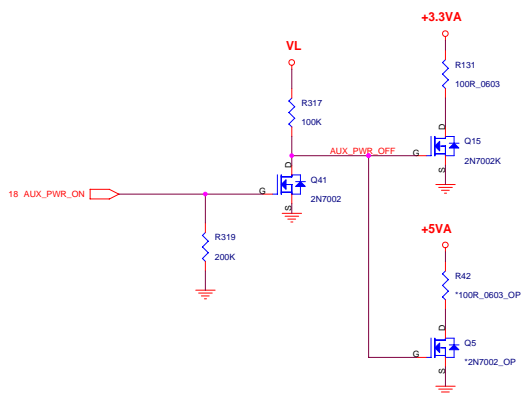 +3.3VA
R131
100R_0603
VL
R317
100K
AUX_PWR_OFF
D
G
S
Q15
2N7002K
D
G
S
Q41
2N7002
18 AUX_PWR_ON
R319
200K
+5VA
R42
*100R_0603_OP
D
G
S
Q5
*2N7002_OP